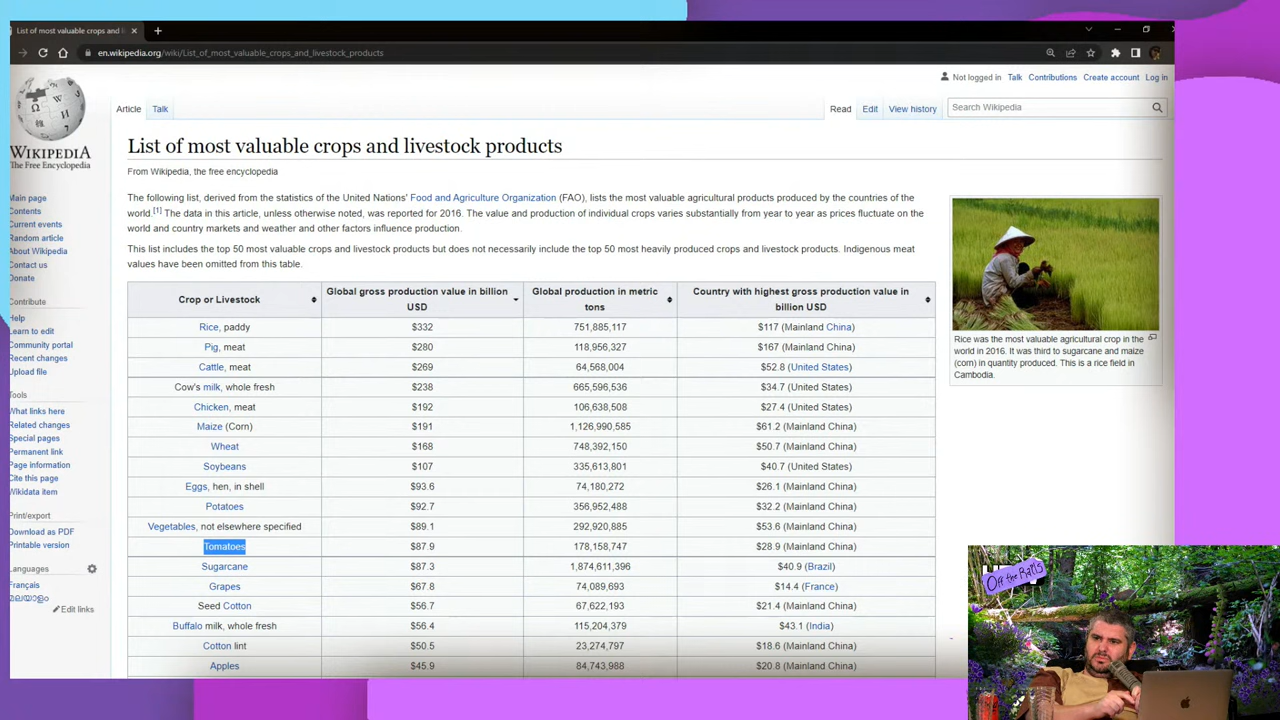 List of most valuable crops and li
en.wikipedia.org/wiki/List_of_most_valuable_crops_and_livestock_products
Not logged in Talk Contributions Create account Log in
Article Talk Read Edit View history Search Wikipedia
WIKIPEDIA
The Free Encyclopedia
Main page
Contents
Current events
Random article
About Wikipedia
Contact us
Donate
Contribute
Help
Learn to edit
Community portal
Recent changes
Upload file
Tools
What links here
Related changes
Special pages
Permanent link
Page information
Cite this page
Wikidata item
Print/export
Download as PDF
Printable version
Languages
Français
മലയാളം
Edit links
List of most valuable crops and livestock products
From Wikipedia, the free encyclopedia
The following list, derived from the statistics of the United Nations' Food and Agriculture Organization (FAO), lists the most valuable agricultural products produced by the countries of the
world.[1] The data in this article, unless otherwise noted, was reported for 2016. The value and production of individual crops varies substantially from year to year as prices fluctuate on the
world and country markets and weather and other factors influence production.
This list includes the top 50 most valuable crops and livestock products but does not necessarily include the top 50 most heavily produced crops and livestock products. Indigenous meat
values have been omitted from this table.
Crop or Livestock Global gross production value in billion USD Global production in metric tons Country with highest gross production value in billion USD
Rice, paddy $332 751,885,117 $117 (Mainland China)
Pig, meat $280 118,956,327 $167 (Mainland China)
Cattle, meat $269 64,568,004 $52.8 (United States)
Cow's milk, whole fresh $238 665,596,536 $34.7 (United States)
Chicken, meat $192 106,638,508 $27.4 (United States)
Maize (Corn) $191 1,126,990,585 $61.2 (Mainland China)
Wheat $168 748,392,150 $50.7 (Mainland China)
Soybeans $107 335,613,801 $40.7 (United States)
Eggs, hen, in shell $93.6 74,180,272 $26.1 (Mainland China)
Potatoes $92.7 356,952,488 $32.2 (Mainland China)
Vegetables, not elsewhere specified $89.1 292,920,885 $53.6 (Mainland China)
Tomatoes $87.9 178,158,747 $28.9 (Mainland China)
Sugarcane $87.3 1,874,611,396 $40.9 (Brazil)
Grapes $67.8 74,089,693 $14.4 (France)
Seed Cotton $56.7 67,622,193 $21.4 (Mainland China)
Buffalo milk, whole fresh $56.4 115,204,379 $43.1 (India)
Cotton lint $50.5 23,274,797 $18.6 (Mainland China)
Apples $45.9 84,743,988 $20.8 (Mainland China)
Rice was the most valuable agricultural crop in the
world in 2016. It was third to sugarcane and maize
(corn) in quantity produced. This is a rice field in
Cambodia.
Off the Rails